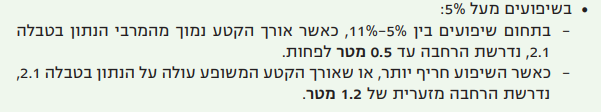 • בשיפועים מעל 5%:
– בתחום שיפועים בין 5%–11%, כאשר אורך הקטע נמוך מהמרבי הנתון בטבלה
2.1, נדרשת הרחבה עד 0.5 מטר לפחות.
– כאשר השיפוע חריף יותר, או שאורך הקטע המשופע עולה על הנתון בטבלה 2.1,
נדרשת הרחבה מזערית של 1.2 מטר.